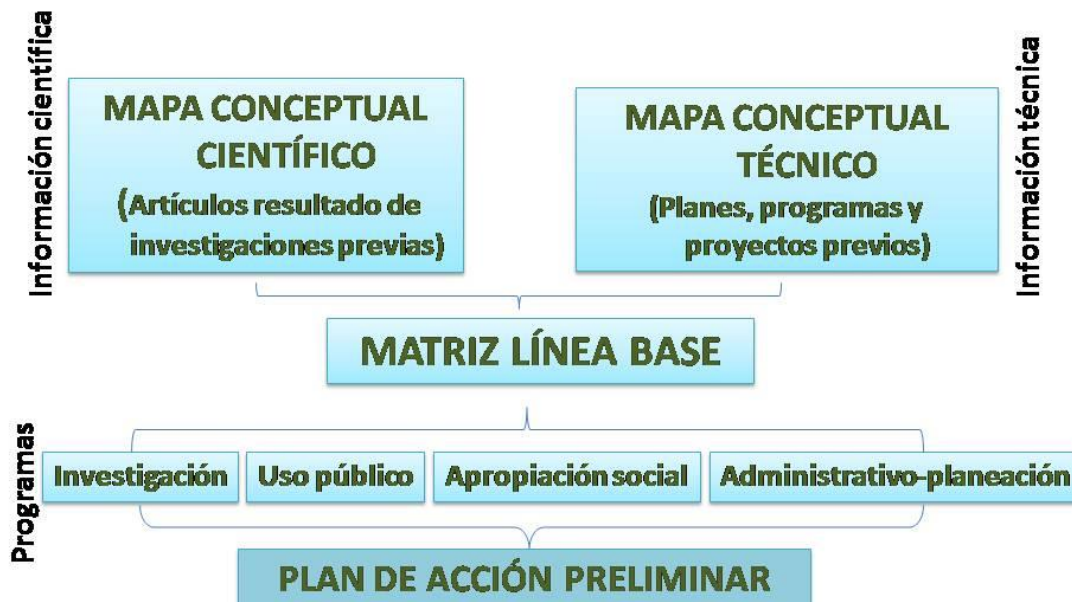 Información científica
MAPA CONCEPTUAL
CIENTÍFICO
(Artículos resultado de
investigaciones previas)
MAPA CONCEPTUAL
TÉCNICO
(Planes, programas y
proyectos previos)
Información técnica
MATRIZ LÍNEA BASE
Programas
Investigación
Uso público
Apropiación social
Administrativo-planeación
PLAN DE ACCIÓN PRELIMINAR